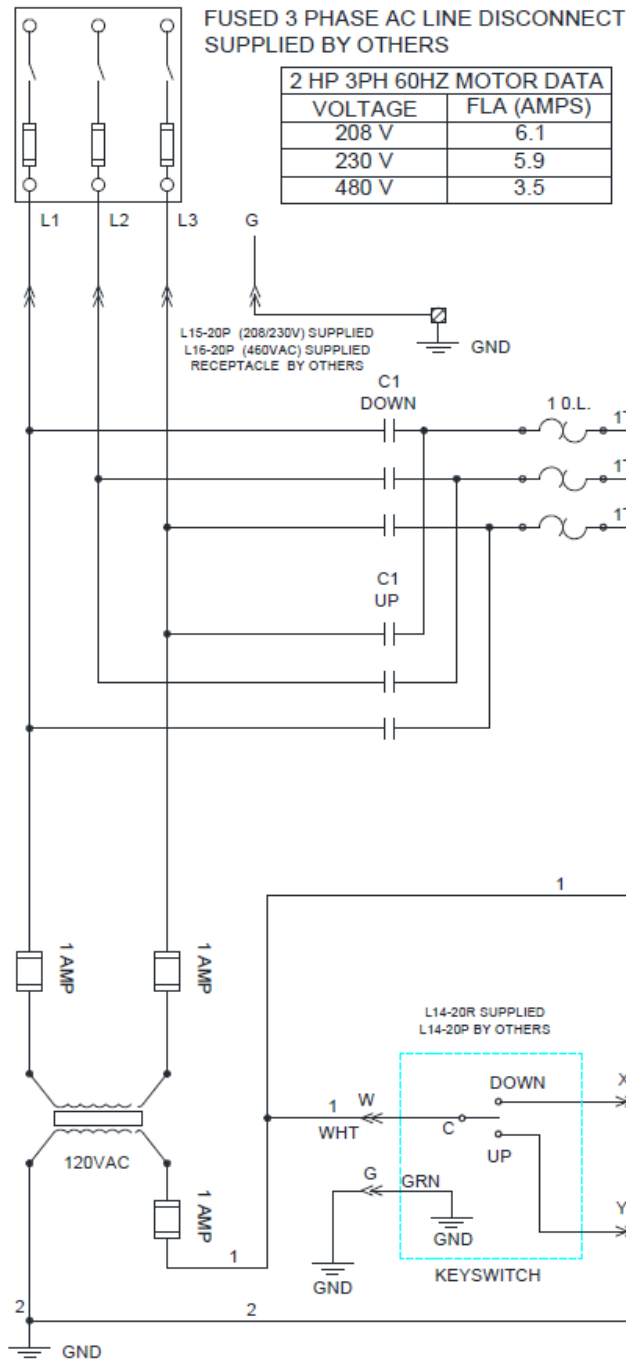 FUSED 3 PHASE AC LINE DISCONNECT
SUPPLIED BY OTHERS
2 HP 3PH 60HZ MOTOR DATA
VOLTAGE FLA (AMPS)
208 V 6.1
230 V 5.9
480 V 3.5
L1 L2 L3 G
L15-20P (208/230V) SUPPLIED
L16-20P (460VAC) SUPPLIED
RECEPTACLE BY OTHERS
GND
C1
DOWN
1 O.L.
1T
1T
1T
C1
UP
1
1 AMP
1 AMP
L14-20R SUPPLIED
L14-20P BY OTHERS
DOWN
X
1
W
WHT
C
UP
120VAC
G
GRN
1 AMP
GND
Y
GND
KEYSWITCH
1
2
2
GND